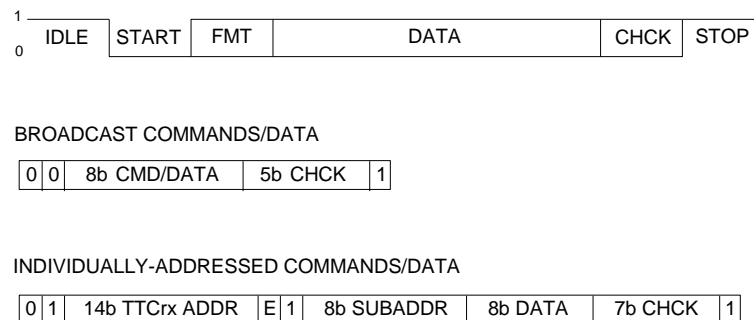 1
IDLE START FMT DATA CHCK STOP
0
BROADCAST COMMANDS/DATA
0 0 8b CMD/DATA 5b CHCK 1
INDIVIDUALLY-ADDRESSED COMMANDS/DATA
0 1 14b TTCrx ADDR E 1 8b SUBADDR 8b DATA 7b CHCK 1